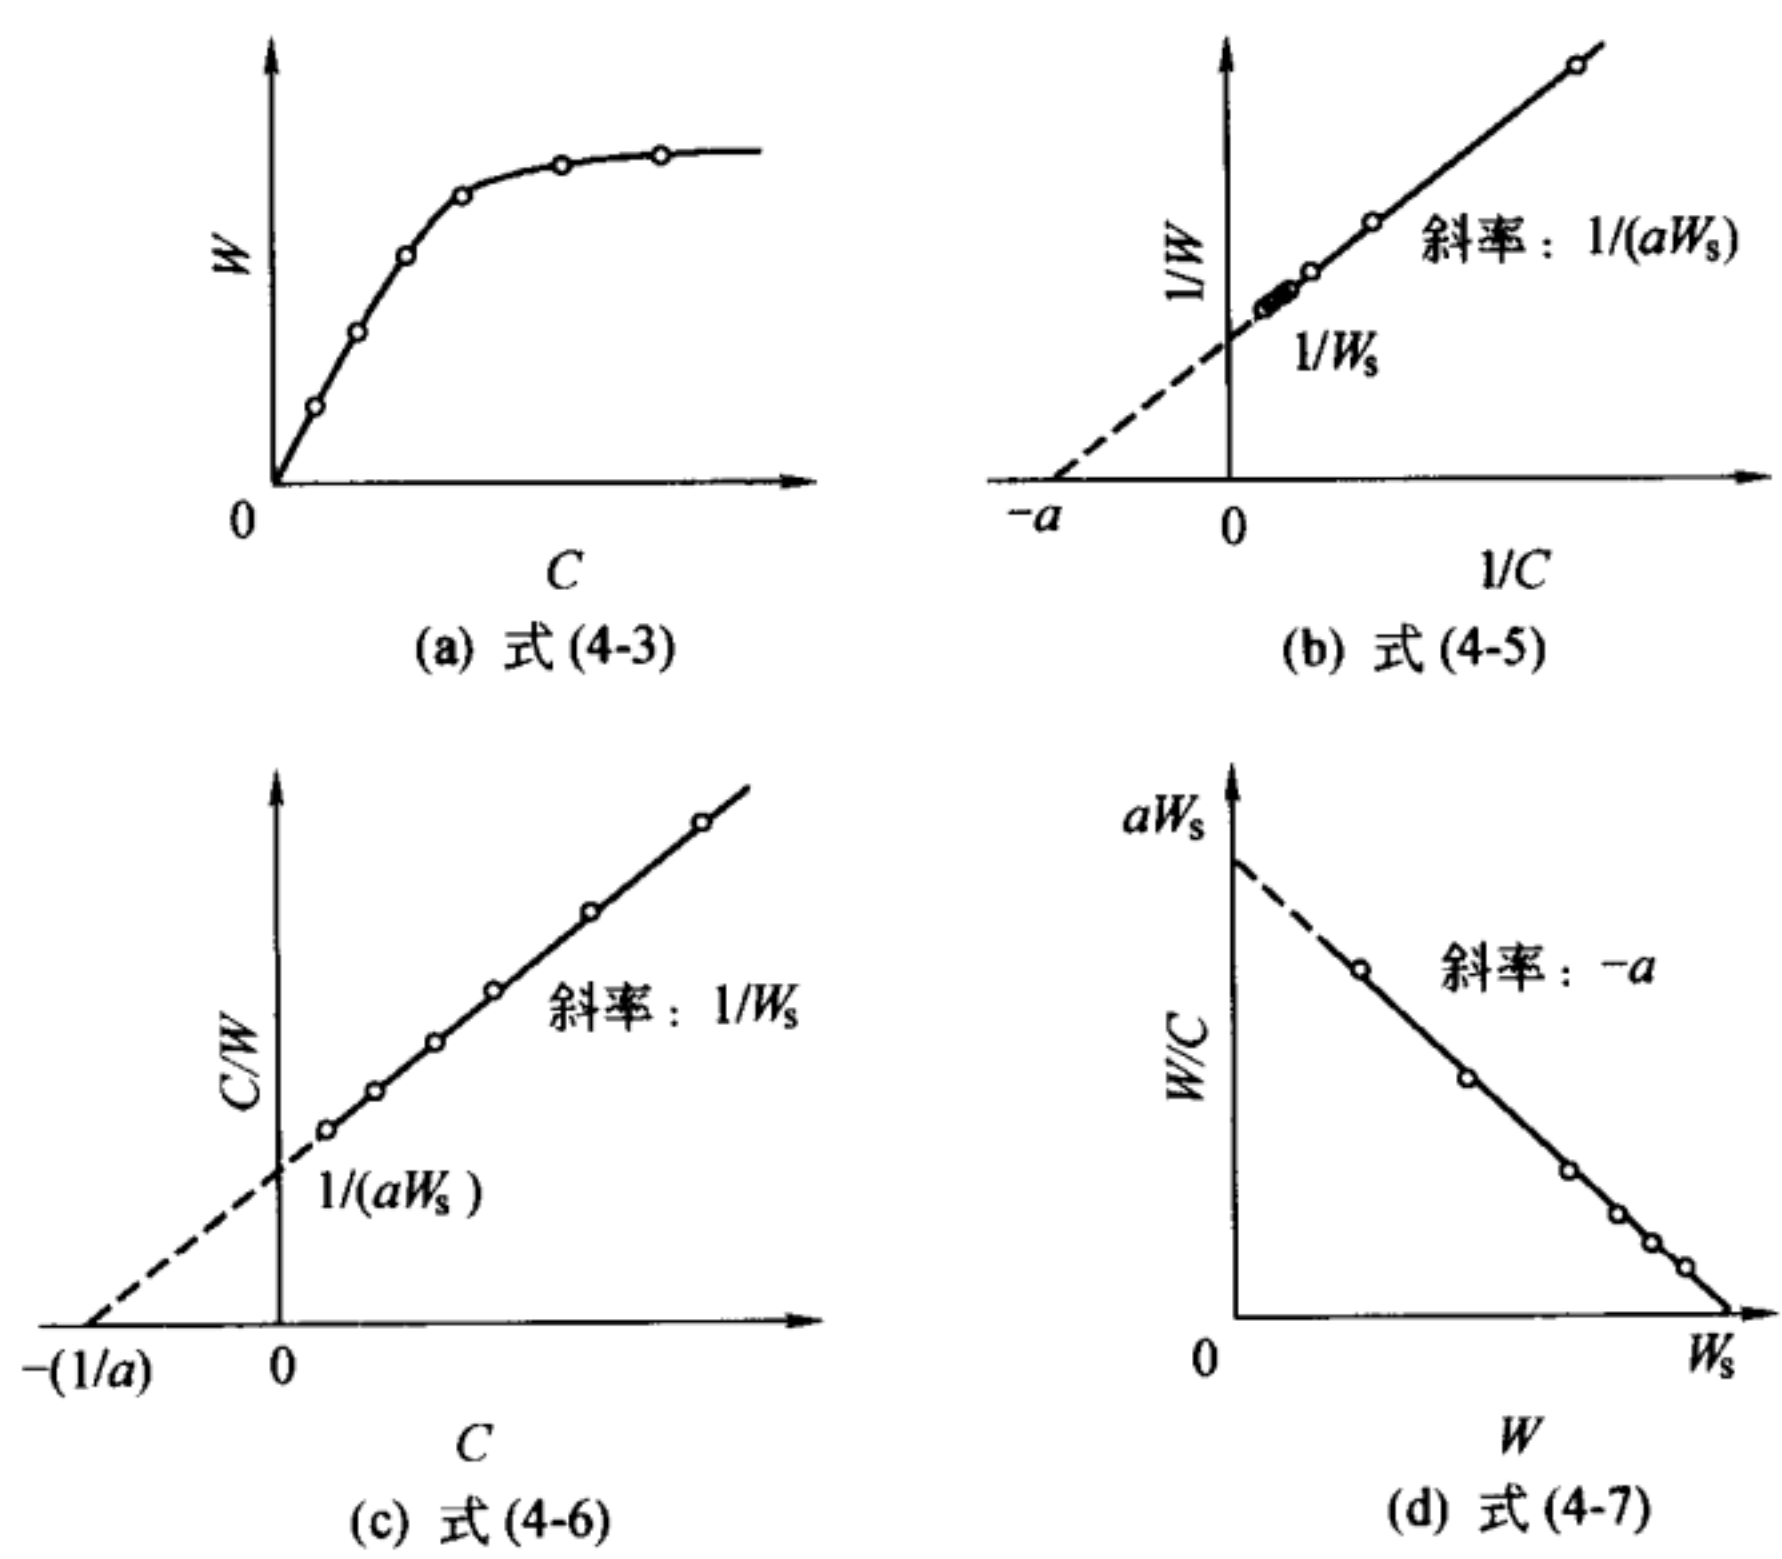 W
0
C
(a) 式 (4-3)
1/W
斜率：1/(aWs)
1/Ws
-a
0
1/C
(b) 式 (4-5)
C/W
斜率：1/Ws
1/(aWs)
-(1/a)
0
C
(c) 式 (4-6)
aWs
斜率：-a
W/C
0
Ws
W
(d) 式 (4-7)